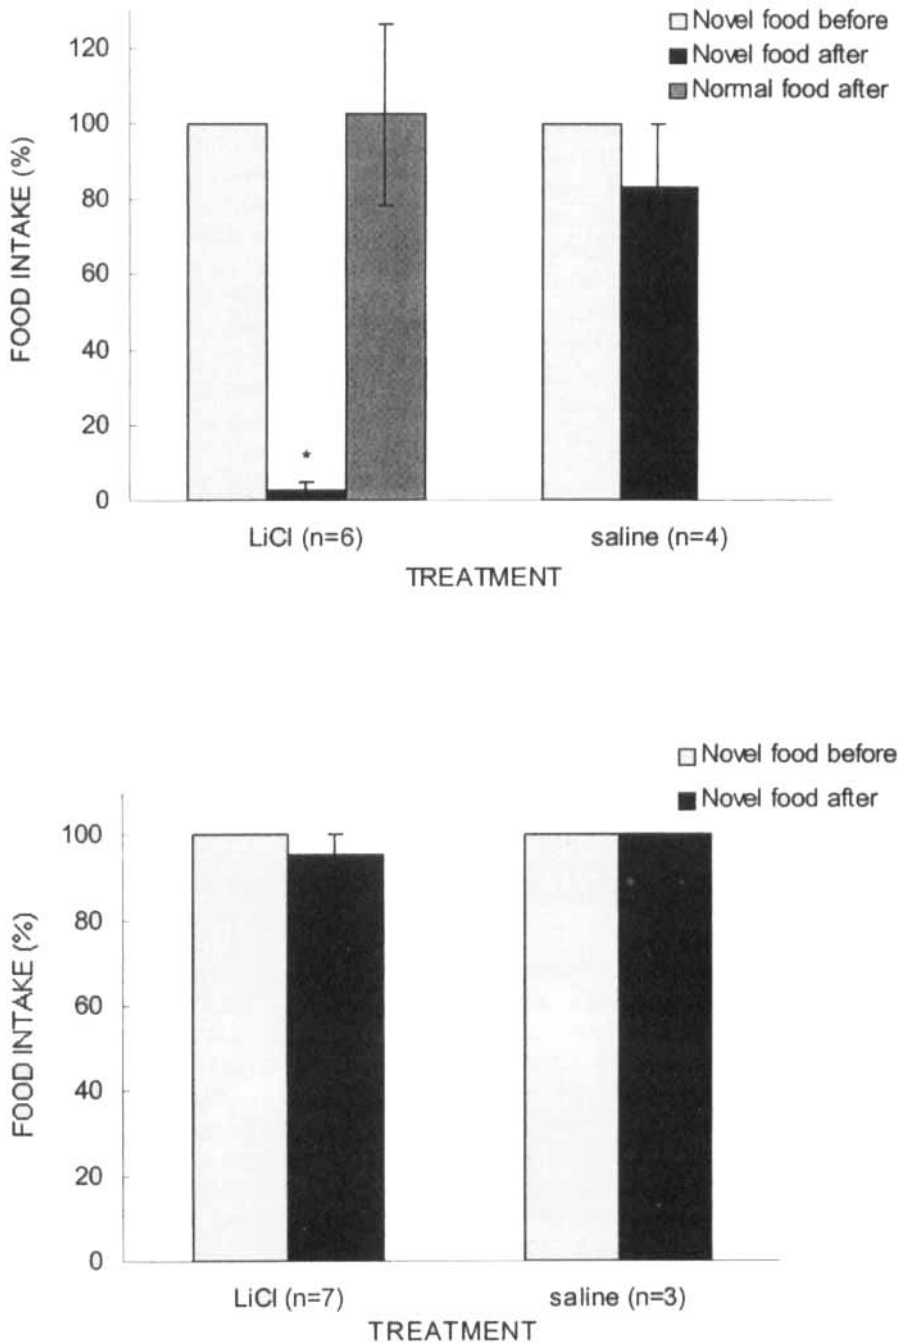 Novel food before
Novel food after
Normal food after
120
100
80
60
40
20
0
FOOD INTAKE (%)
*
LiCl (n=6) saline (n=4)
TREATMENT
Novel food before
Novel food after
100
80
60
40
20
0
FOOD INTAKE (%)
LiCl (n=7) saline (n=3)
TREATMENT